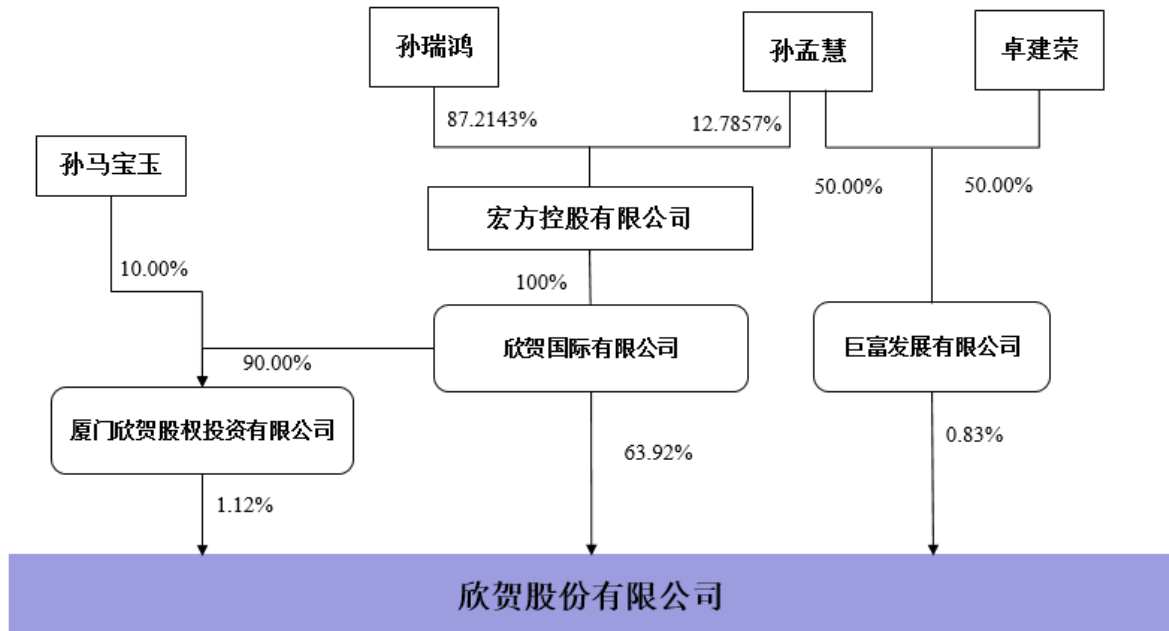 孙瑞鸿
孙孟慧
卓建荣
87.2143%
12.7857%
孙马宝玉
50.00%
50.00%
宏方控股有限公司
10.00%
100%
欣贺国际有限公司
巨富发展有限公司
90.00%
厦门欣贺股权投资有限公司
63.92%
0.83%
1.12%
欣贺股份有限公司